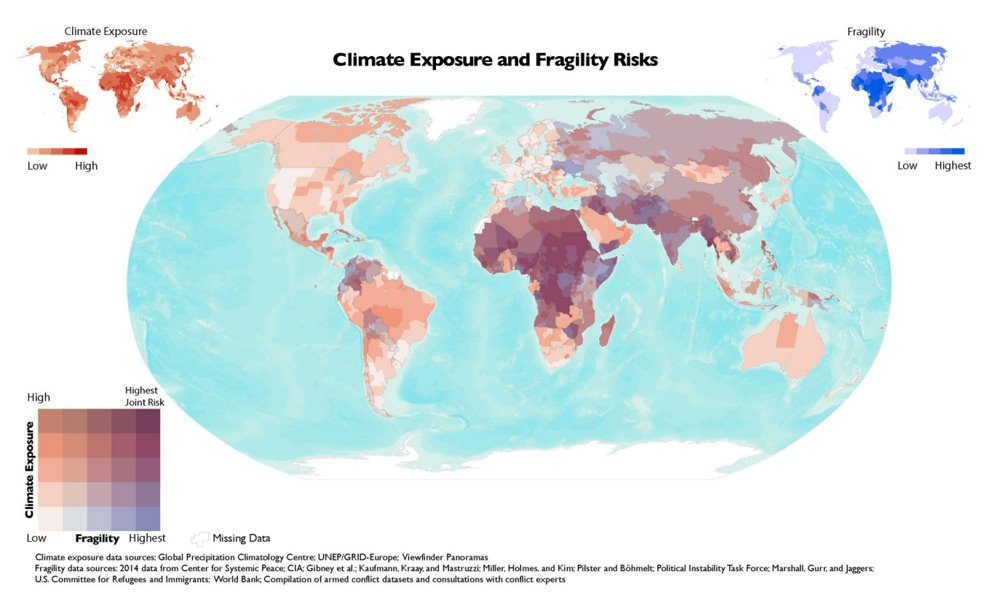 Climate Exposure
Low High
Climate Exposure and Fragility Risks
Fragility
Low Highest
High
Highest
Joint Risk
Climate Exposure
Low Fragility Highest
Missing Data
Climate exposure data sources: Global Precipitation Climatology Centre; UNEP/GRID-Europe; Viewfinder Panoramas
Fragility data sources: 2014 data from Center for Systemic Peace; CIA; Gibney et al.; Kaufmann, Kraay, and Mastruzzi; Miller, Holmes, and Kim; Pilster and Böhmelt; Political Instability Task Force; Marshall, Gurr, and Jaggers;
U.S. Committee for Refugees and Immigrants; World Bank; Compilation of armed conflict datasets and consultations with conflict experts